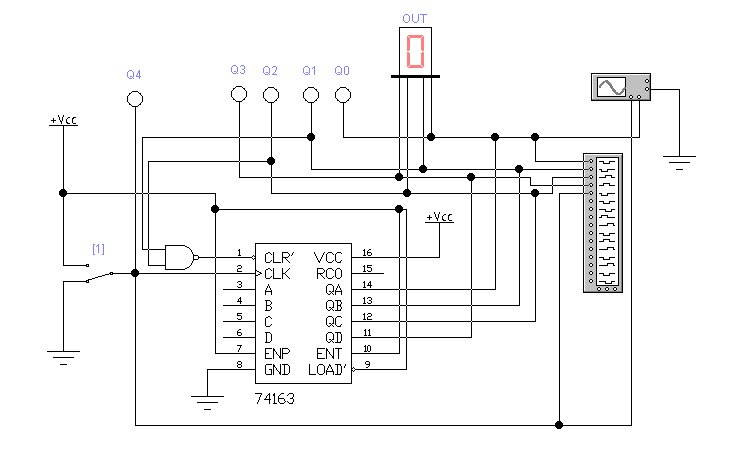 OUT
0
Q4
Q3
Q2
Q1
Q0
+Vcc
+Vcc
[1]
1 CLR' VCC 16
2 CLK RCO 15
3 A QA 14
4 B QB 13
5 C QC 12
6 D QD 11
7 ENP ENT 10
8 GND LOAD' 9
74163